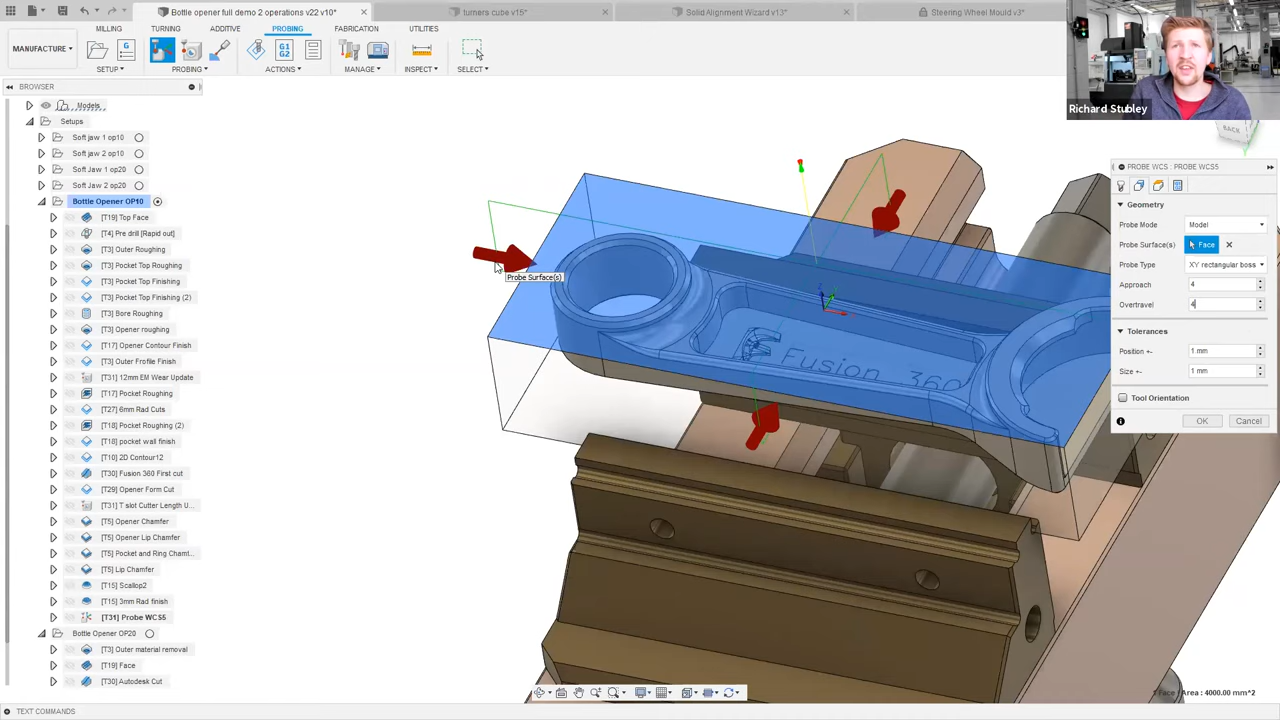 Bottle opener full demo 2 operations v22 v10*
turners cube v15*
Solid Alignment Wizard v13*
Steering Wheel Mould v3*
MILLING TURNING ADDITIVE PROBING FABRICATION UTILITIES
MANUFACTURE
G1
G2
SETUP PROBING ACTIONS MANAGE INSPECT SELECT
Richard Stubley
BROWSER
BACK
Models
Setups
Soft jaw 1 op10
Soft jaw 2 op10
Soft Jaw 1 op20
Soft Jaw 2 op20
Bottle Opener OP10
[T19] Top Face
[T4] Pre drill [Rapid out]
[T3] Outer Roughing
[T3] Pocket Top Roughing
[T3] Pocket Top Finishing
[T3] Pocket Top Finishing (2)
[T3] Bore Roughing
[T3] Opener roughing
[T17] Opener Contour Finish
[T3] Outer Frofile Finish
[T31] 12mm EM Wear Update
[T17] Pocket Roughing
[T27] 6mm Rad Cuts
[T18] Pocket Roughing (2)
[T18] pocket wall finish
[T10] 2D Contour12
[T30] Fusion 360 First cut
[T29] Opener Form Cut
[T31] T slot Cutter Length U...
[T5] Opener Chamfer
[T5] Opener Lip Chamfer
[T5] Pocket and Ring Chamf...
[T5] Lip Chamfer
[T15] Scallop2
[T15] 3mm Rad finish
[T31] Probe WCS5
Bottle Opener OP20
[T3] Outer material removal
[T19] Face
[T30] Autodesk Cut
Probe Surface(s)
Fusion 360
PROBE WCS : PROBE WCS5
Geometry
Probe Mode Model
Probe Surface(s) Face
Probe Type XY rectangular boss
Approach 4
Overtravel 4
Tolerances
Position +- 1 mm
Size +- 1 mm
Tool Orientation
OK Cancel
1 Face / Area : 4000.00 mm^2
TEXT COMMANDS